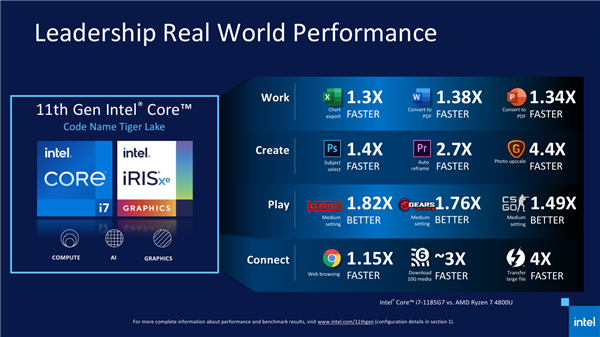 Leadership Real World Performance
11th Gen Intel® Core™
Code Name Tiger Lake
intel.
CORE™
i7
intel.
iRIS Xe
GRAPHICS
COMPUTE
AI
GRAPHICS
Work
Chart export
1.3X FASTER
Convert to PDF
1.38X FASTER
Convert to PDF
1.34X FASTER
Create
Ps
Subject select
1.4X FASTER
Pr
Auto reframe
2.7X FASTER
Photo upscale
4.4X FASTER
Play
GRID
Medium setting
1.82X BETTER
GEARS
Medium setting
1.76X BETTER
CS GO
Medium setting
1.49X BETTER
Connect
Web browsing
1.15X FASTER
Download 10G media
~3X FASTER
Transfer large file
4X FASTER
Intel® Core™ i7-1185G7 vs. AMD Ryzen 7 4800U
For more complete information about performance and benchmark results, visit www.intel.com/11thgen (configuration details in section 1).
intel